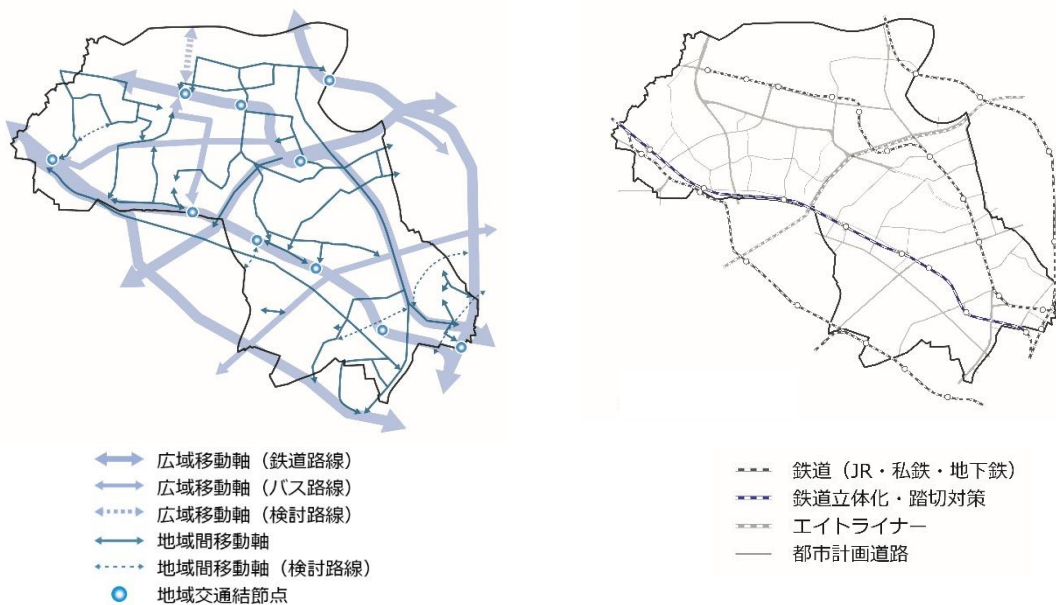 広域移動軸（鉄道路線）
広域移動軸（バス路線）
広域移動軸（検討路線）
地域間移動軸
地域間移動軸（検討路線）
地域交通結節点
鉄道（JR・私鉄・地下鉄）
鉄道立体化・踏切対策
エイトライナー
都市計画道路